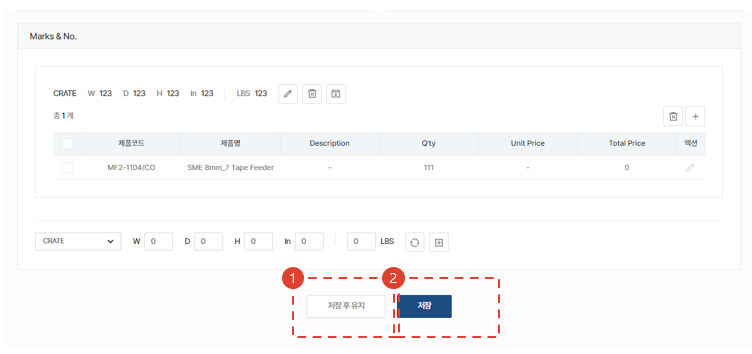 Marks & No.
CRATE W 123 D 123 H 123 In 123 LBS 123
총 1 개
제품코드 제품명 Description Q'ty Unit Price Total Price 액션
MF2-1104/CO SME 8mm_7 Tape Feeder - 111 - 0
CRATE W 0 D 0 H 0 In 0 0 LBS
1 2
저장 후 유지 저장